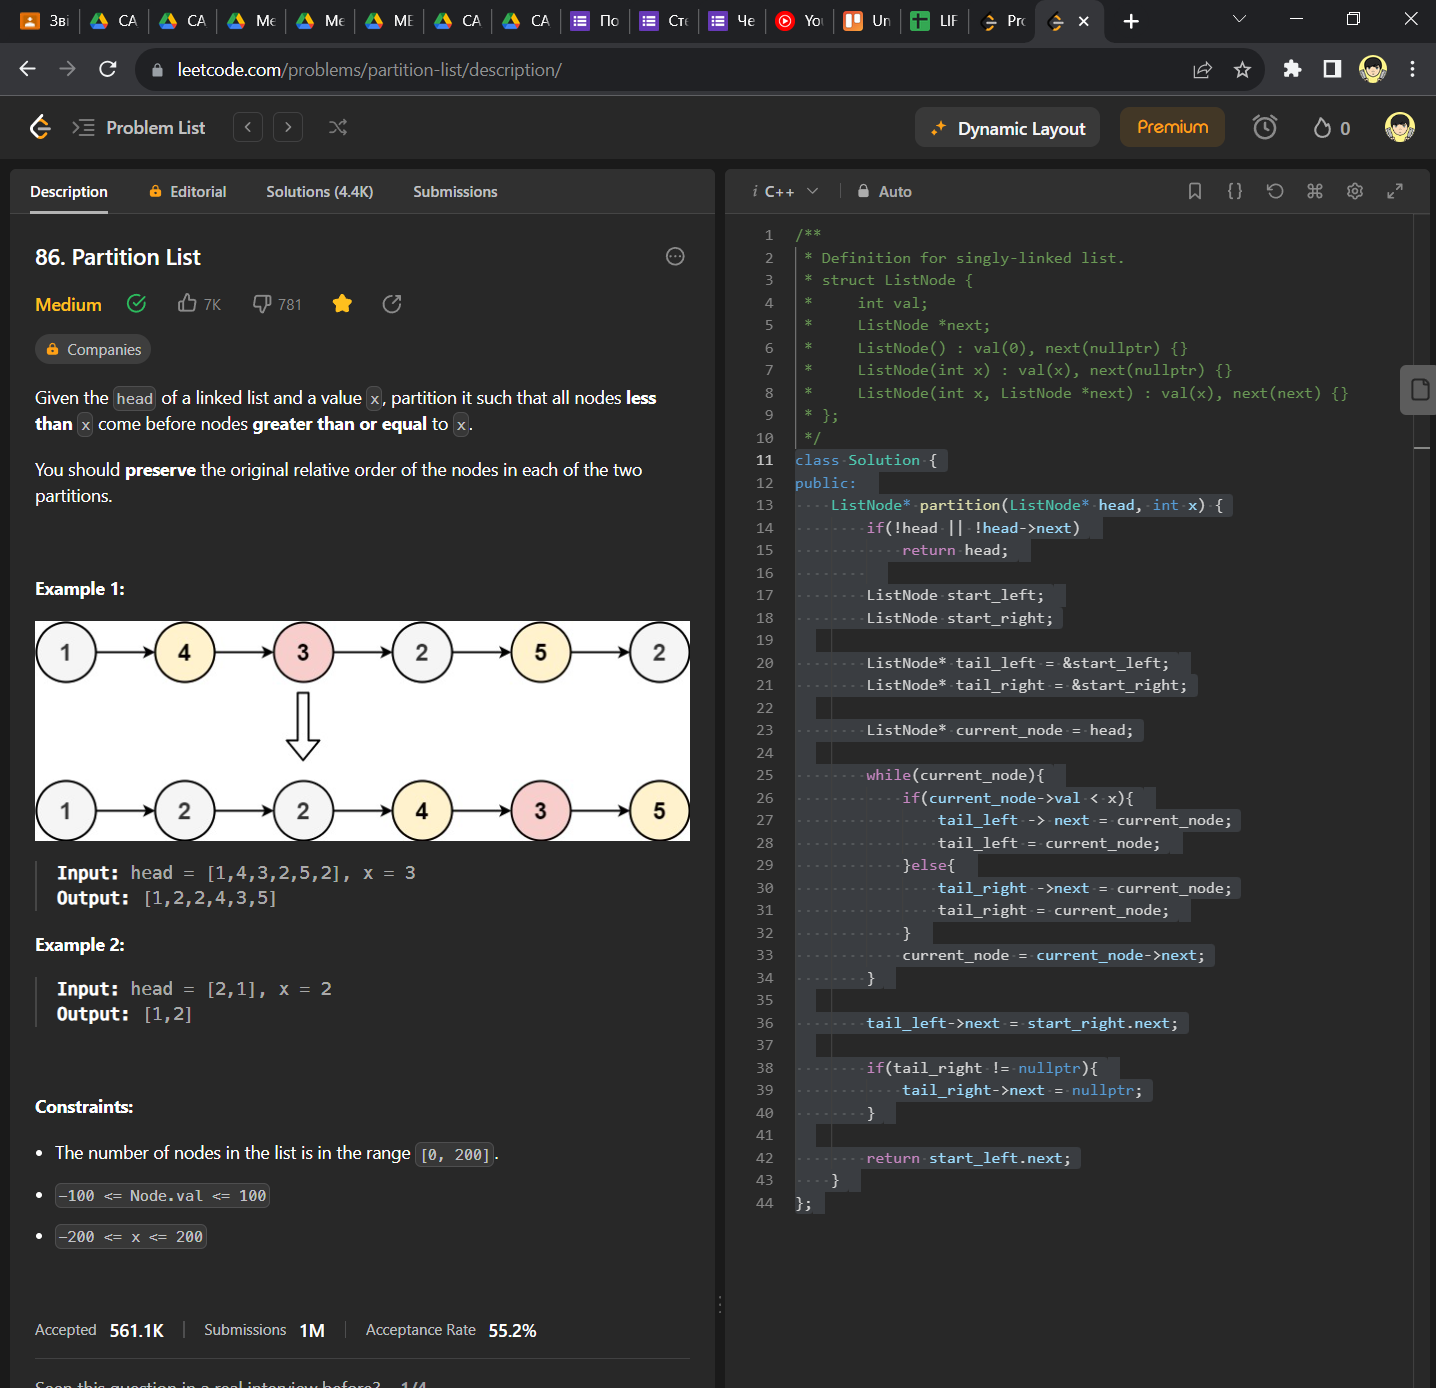 Зві
CA
CA
Me
Me
ME
CA
CA
По
Сте
Че
You
Un
LIF
Pro
leetcode.com/problems/partition-list/description/
Problem List
Dynamic Layout
Premium
0
Description
Editorial
Solutions (4.4K)
Submissions
86. Partition List
Medium
7K
781
Companies
Given the head of a linked list and a value x, partition it such that all nodes less
than x come before nodes greater than or equal to x.
You should preserve the original relative order of the nodes in each of the two
partitions.
Example 1:
1 4 3 2 5 2
1 2 2 4 3 5
Input: head = [1,4,3,2,5,2], x = 3
Output: [1,2,2,4,3,5]
Example 2:
Input: head = [2,1], x = 2
Output: [1,2]
Constraints:
• The number of nodes in the list is in the range [0, 200].
• -100 <= Node.val <= 100
• -200 <= x <= 200
Accepted 561.1K
Submissions 1M
Acceptance Rate 55.2%
Seen this question in a real interview before? 1/4
i C++
Auto
1 /**
2 * Definition for singly-linked list.
3 * struct ListNode {
4 *     int val;
5 *     ListNode *next;
6 *     ListNode() : val(0), next(nullptr) {}
7 *     ListNode(int x) : val(x), next(nullptr) {}
8 *     ListNode(int x, ListNode *next) : val(x), next(next) {}
9 * };
10 */
11 class Solution {
12 public:
13     ListNode* partition(ListNode* head, int x) {
14         if(!head || !head->next)
15             return head;
16
17         ListNode start_left;
18         ListNode start_right;
19
20         ListNode* tail_left = &start_left;
21         ListNode* tail_right = &start_right;
22
23         ListNode* current_node = head;
24
25         while(current_node){
26             if(current_node->val < x){
27                 tail_left -> next = current_node;
28                 tail_left = current_node;
29             }else{
30                 tail_right ->next = current_node;
31                 tail_right = current_node;
32             }
33             current_node = current_node->next;
34         }
35
36         tail_left->next = start_right.next;
37
38         if(tail_right != nullptr){
39             tail_right->next = nullptr;
40         }
41
42         return start_left.next;
43     }
44 };